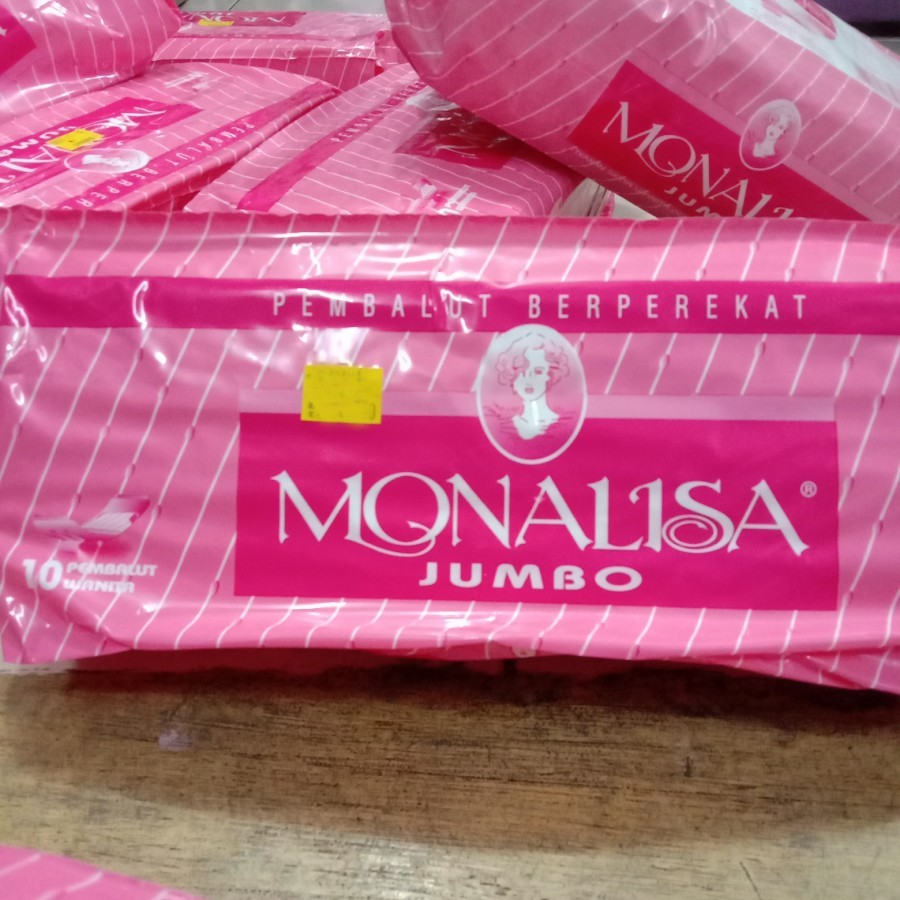 MONALISA
JUMBO
PEMBALUT BERPEREKAT
MONALISA®
JUMBO
10 PEMBALUT
WANITA